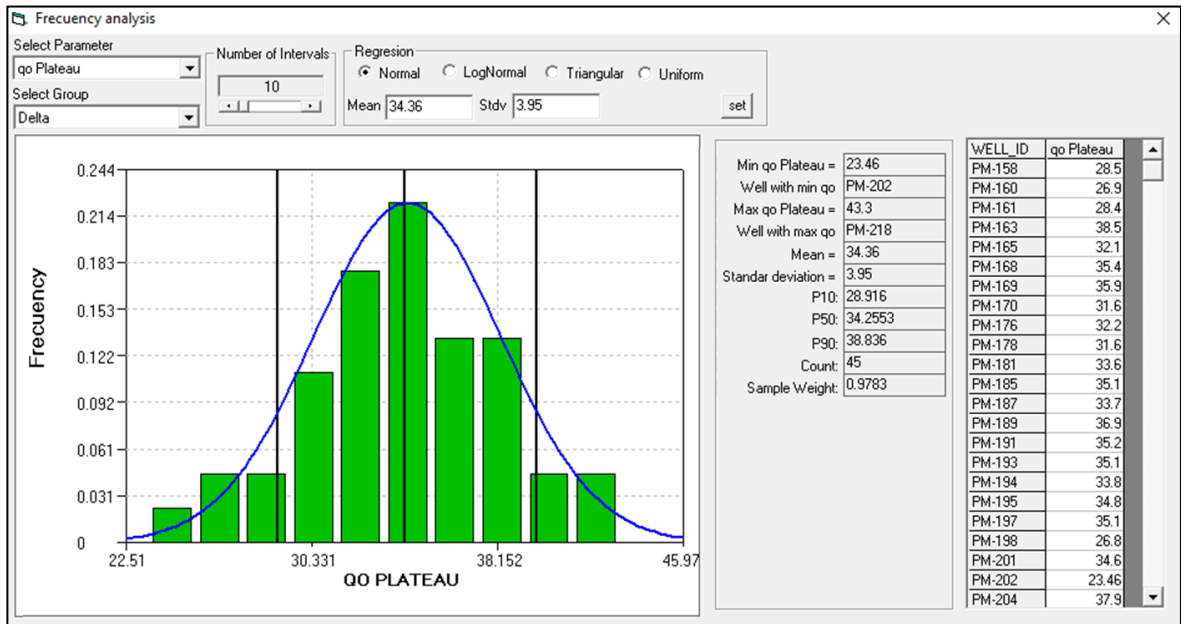 Frecuency analysis
Select Parameter
qo Plateau
Select Group
Delta
Number of Intervals
10
Regresion
Normal LogNormal Triangular Uniform
Mean 34.36 Stdv 3.95 set
0.244
0.214
0.183
0.153
0.122
0.092
0.061
0.031
0
Frecuency
22.51 30.331 38.152 45.97
QO PLATEAU
Min qo Plateau = 23.46
Well with min qo PM-202
Max qo Plateau = 43.3
Well with max qo PM-218
Mean = 34.36
Standar deviation = 3.95
P10: 28.916
P50: 34.2553
P90: 38.836
Count: 45
Sample Weight: 0.9783
WELL_ID qo Plateau
PM-158 28.5
PM-160 26.9
PM-161 28.4
PM-163 38.5
PM-165 32.1
PM-168 35.4
PM-169 35.9
PM-170 31.6
PM-176 32.2
PM-178 31.6
PM-181 33.6
PM-185 35.1
PM-187 33.7
PM-189 36.9
PM-191 35.2
PM-193 35.1
PM-194 33.8
PM-195 34.8
PM-197 35.1
PM-198 26.8
PM-201 34.6
PM-202 23.46
PM-204 37.9